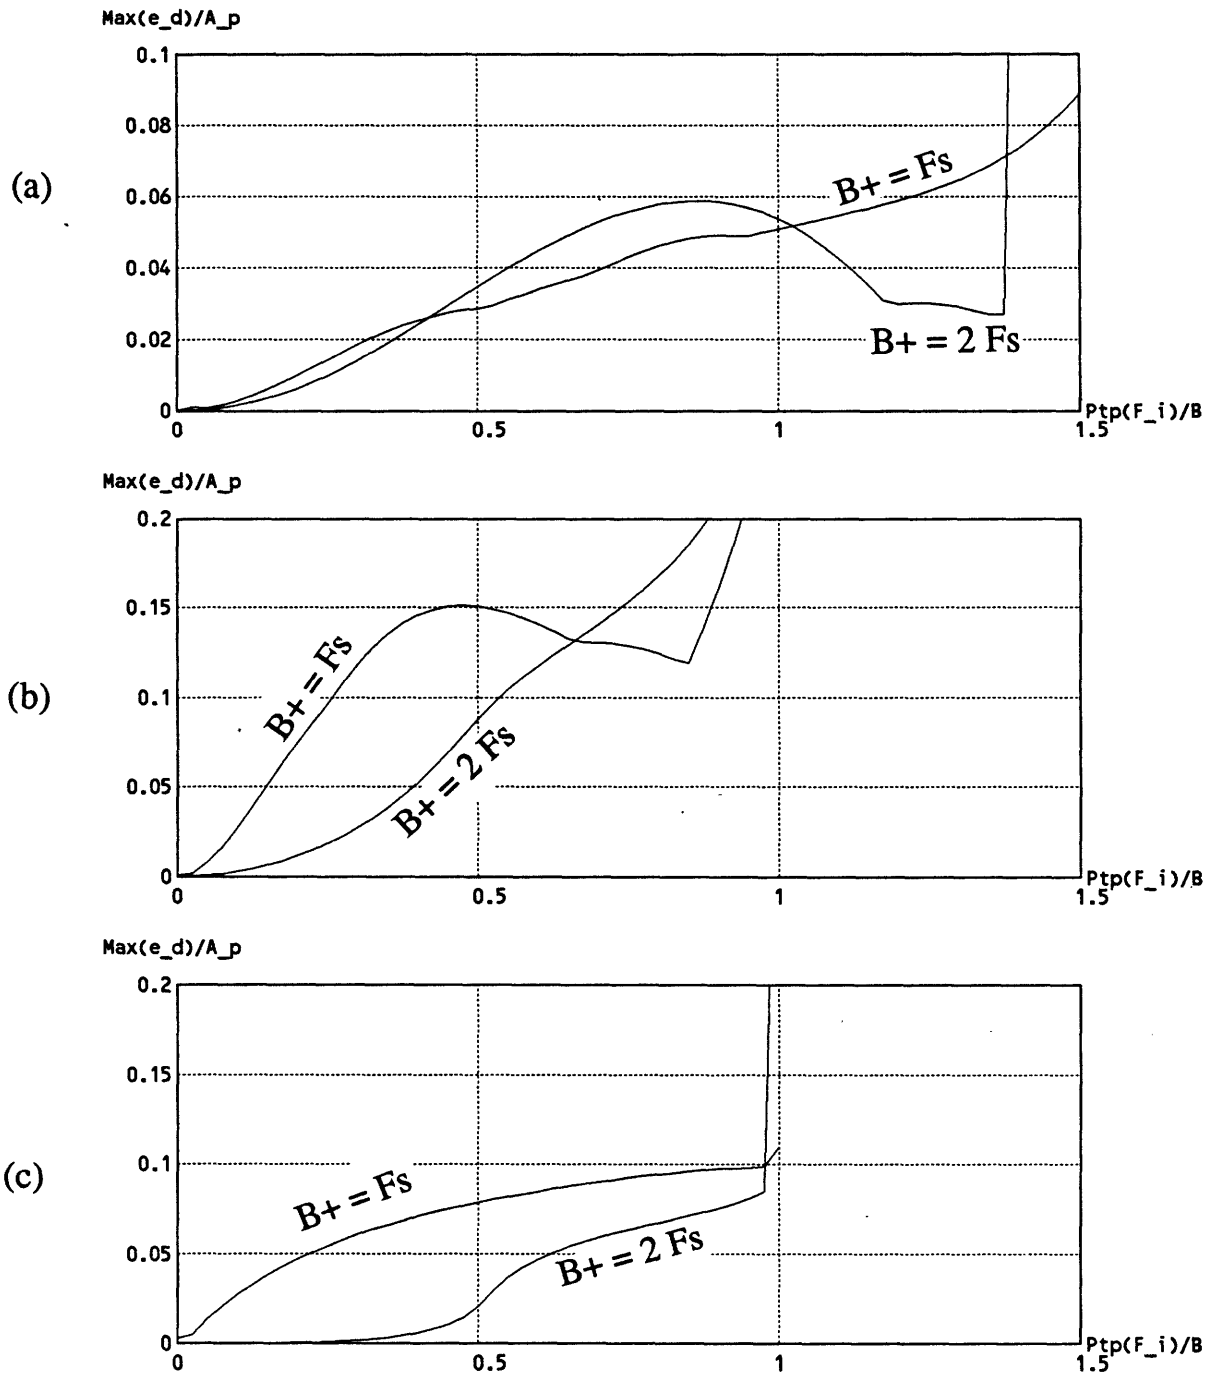 Max(e_d)/A_p
0.1
0.08
(a)
B+ = Fs
0.06
0.04
B+ = 2 Fs
0.02
0
Ptp(F_i)/B
0 0.5 1 1.5
Max(e_d)/A_p
0.2
0.15
B+ = Fs
(b)
0.1
B+ = 2 Fs
0.05
0
Ptp(F_i)/B
0 0.5 1 1.5
Max(e_d)/A_p
0.2
0.15
0.1
(c)
B+ = Fs
0.05
B+ = 2 Fs
0
Ptp(F_i)/B
0 0.5 1 1.5